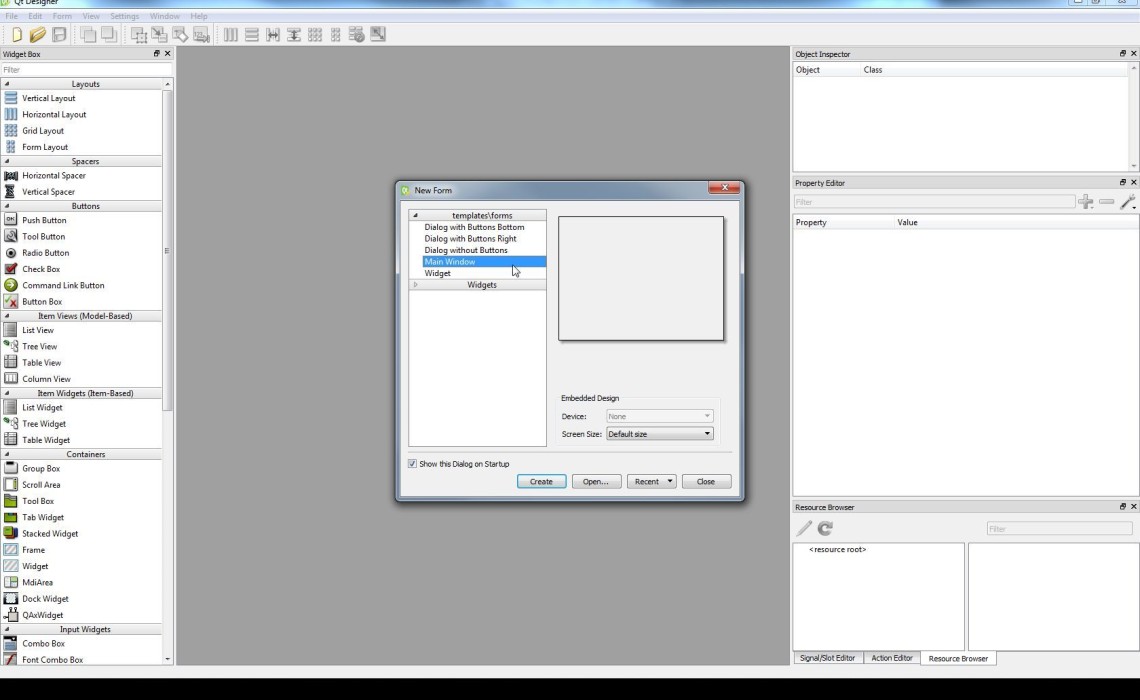 Qt Designer
File Edit Form View Settings Window Help
Widget Box
Filter
Layouts
Vertical Layout
Horizontal Layout
Grid Layout
Form Layout
Spacers
Horizontal Spacer
Vertical Spacer
Buttons
Push Button
Tool Button
Radio Button
Check Box
Command Link Button
Button Box
Item Views (Model-Based)
List View
Tree View
Table View
Column View
Item Widgets (Item-Based)
List Widget
Tree Widget
Table Widget
Containers
Group Box
Scroll Area
Tool Box
Tab Widget
Stacked Widget
Frame
Widget
MdiArea
Dock Widget
QAxWidget
Input Widgets
Combo Box
Font Combo Box
New Form
templates\forms
Dialog with Buttons Bottom
Dialog with Buttons Right
Dialog without Buttons
Main Window
Widget
Widgets
Embedded Design
Device: None
Screen Size: Default size
Show this Dialog on Startup
Create Open... Recent Close
Object Inspector
Object Class
Property Editor
Filter
Property Value
Resource Browser
Filter
<resource root>
Signal/Slot Editor Action Editor Resource Browser